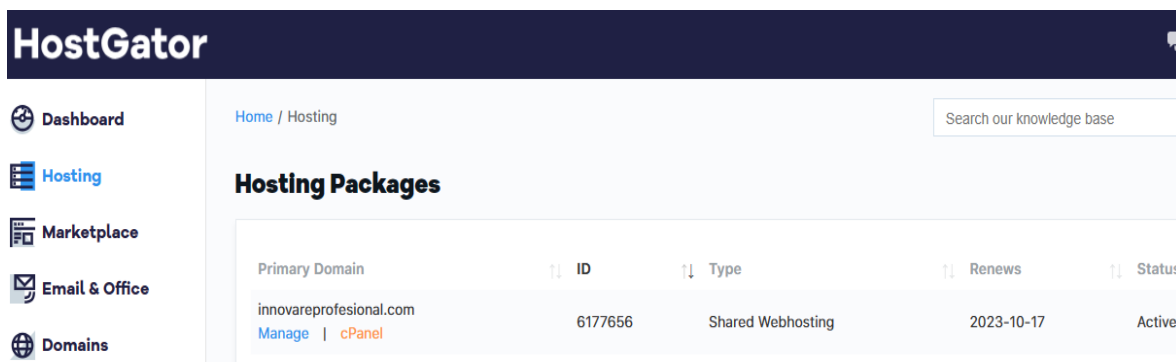 HostGator
Dashboard
Hosting
Marketplace
Email & Office
Domains
Home / Hosting
Search our knowledge base
Hosting Packages
Primary Domain ID Type Renews Status
innovareprofesional.com
Manage | cPanel
6177656 Shared Webhosting 2023-10-17 Active